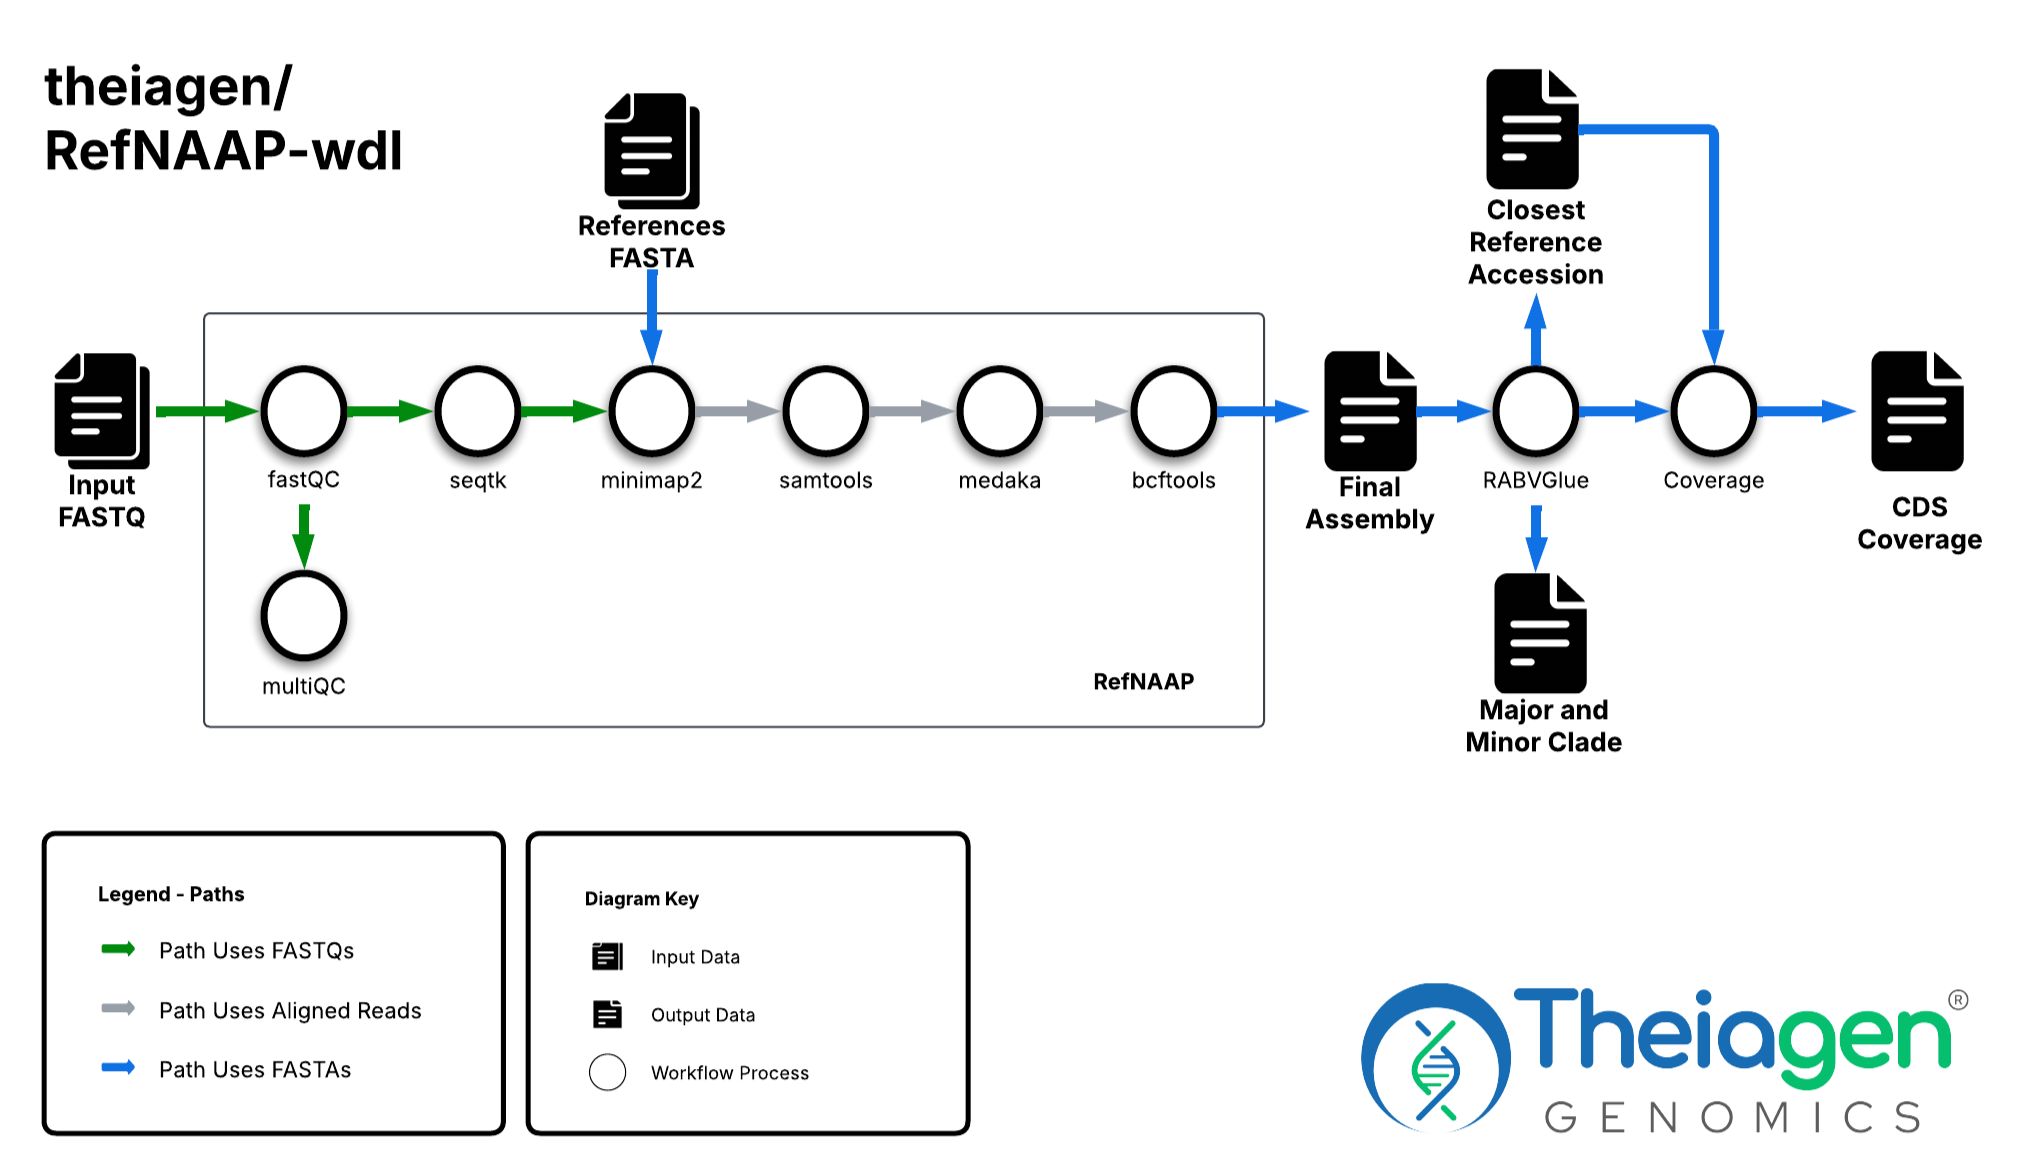 theiagen/
RefNAAP-wdl
References
FASTA
Closest
Reference
Accession
Input
FASTQ
fastQC
seqtk
minimap2
samtools
medaka
bcftools
Final
Assembly
RABVGlue
Coverage
CDS
Coverage
multiQC
RefNAAP
Major and
Minor Clade
Legend - Paths
Path Uses FASTQs
Path Uses Aligned Reads
Path Uses FASTAs
Diagram Key
Input Data
Output Data
Workflow Process
Theiagen®
GENOMICS